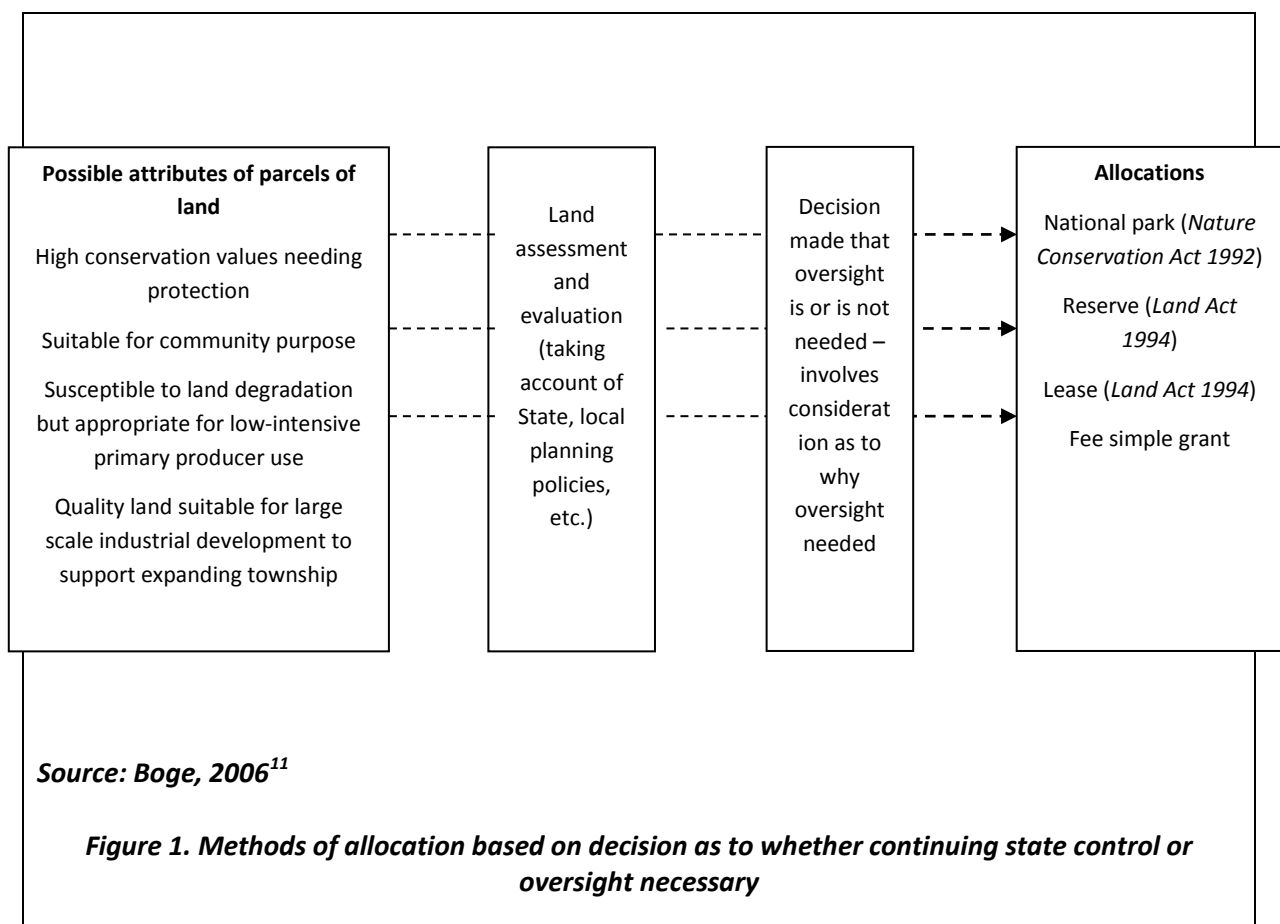 Possible attributes of parcels of
land
High conservation values needing
protection
Suitable for community purpose
Susceptible to land degradation
but appropriate for low-intensive
primary producer use
Quality land suitable for large
scale industrial development to
support expanding township
Land
assessment
and
evaluation
(taking
account of
State, local
planning
policies,
etc.)
Decision
made that
oversight
is or is not
needed –
involves
considerat
ion as to
why
oversight
needed
Allocations
National park (Nature
Conservation Act 1992)
Reserve (Land Act
1994)
Lease (Land Act 1994)
Fee simple grant
Source: Boge, 2006¹¹
Figure 1. Methods of allocation based on decision as to whether continuing state control or
oversight necessary